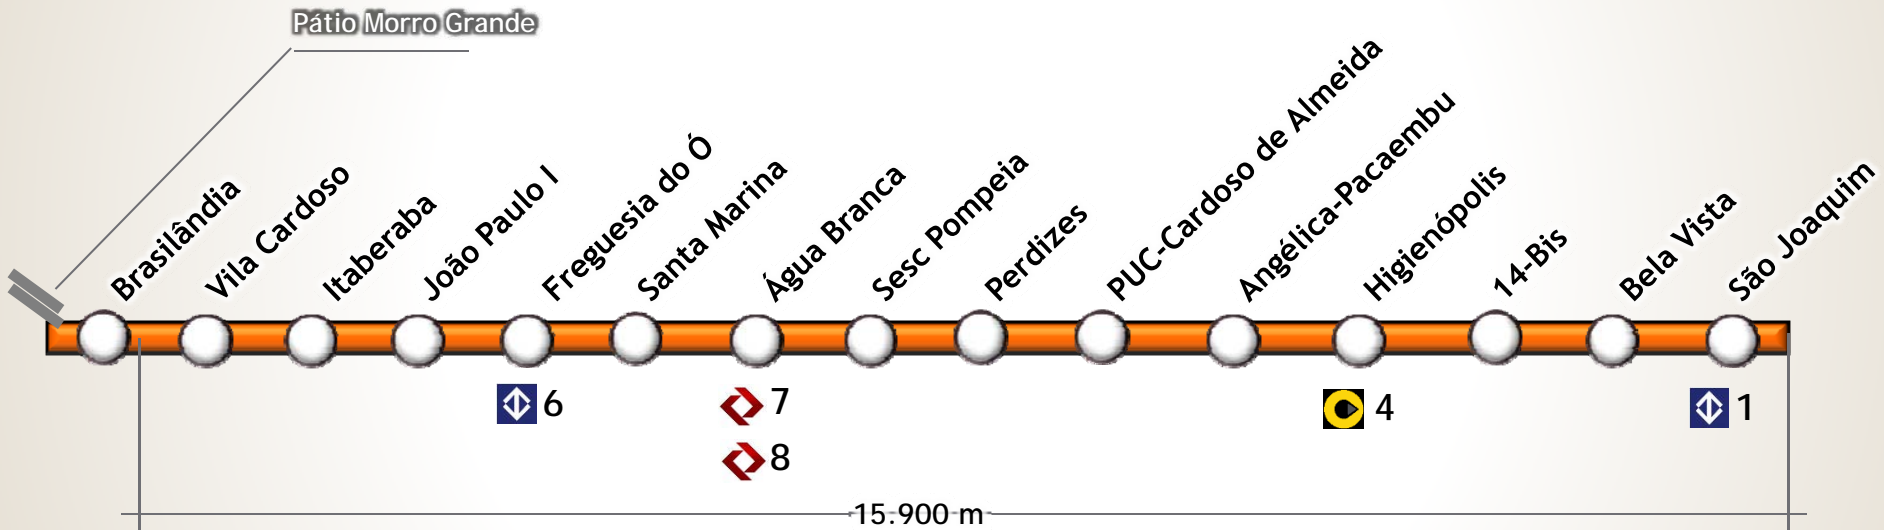 Pátio Morro Grande
Brasilândia
Vila Cardoso
Itaberaba
João Paulo I
Freguesia do Ó
Santa Marina
Água Branca
Sesc Pompeia
Perdizes
PUC-Cardoso de Almeida
Angélica-Pacaembu
Higienópolis
14-Bis
Bela Vista
São Joaquim
6
7
8
4
1
15.900 m